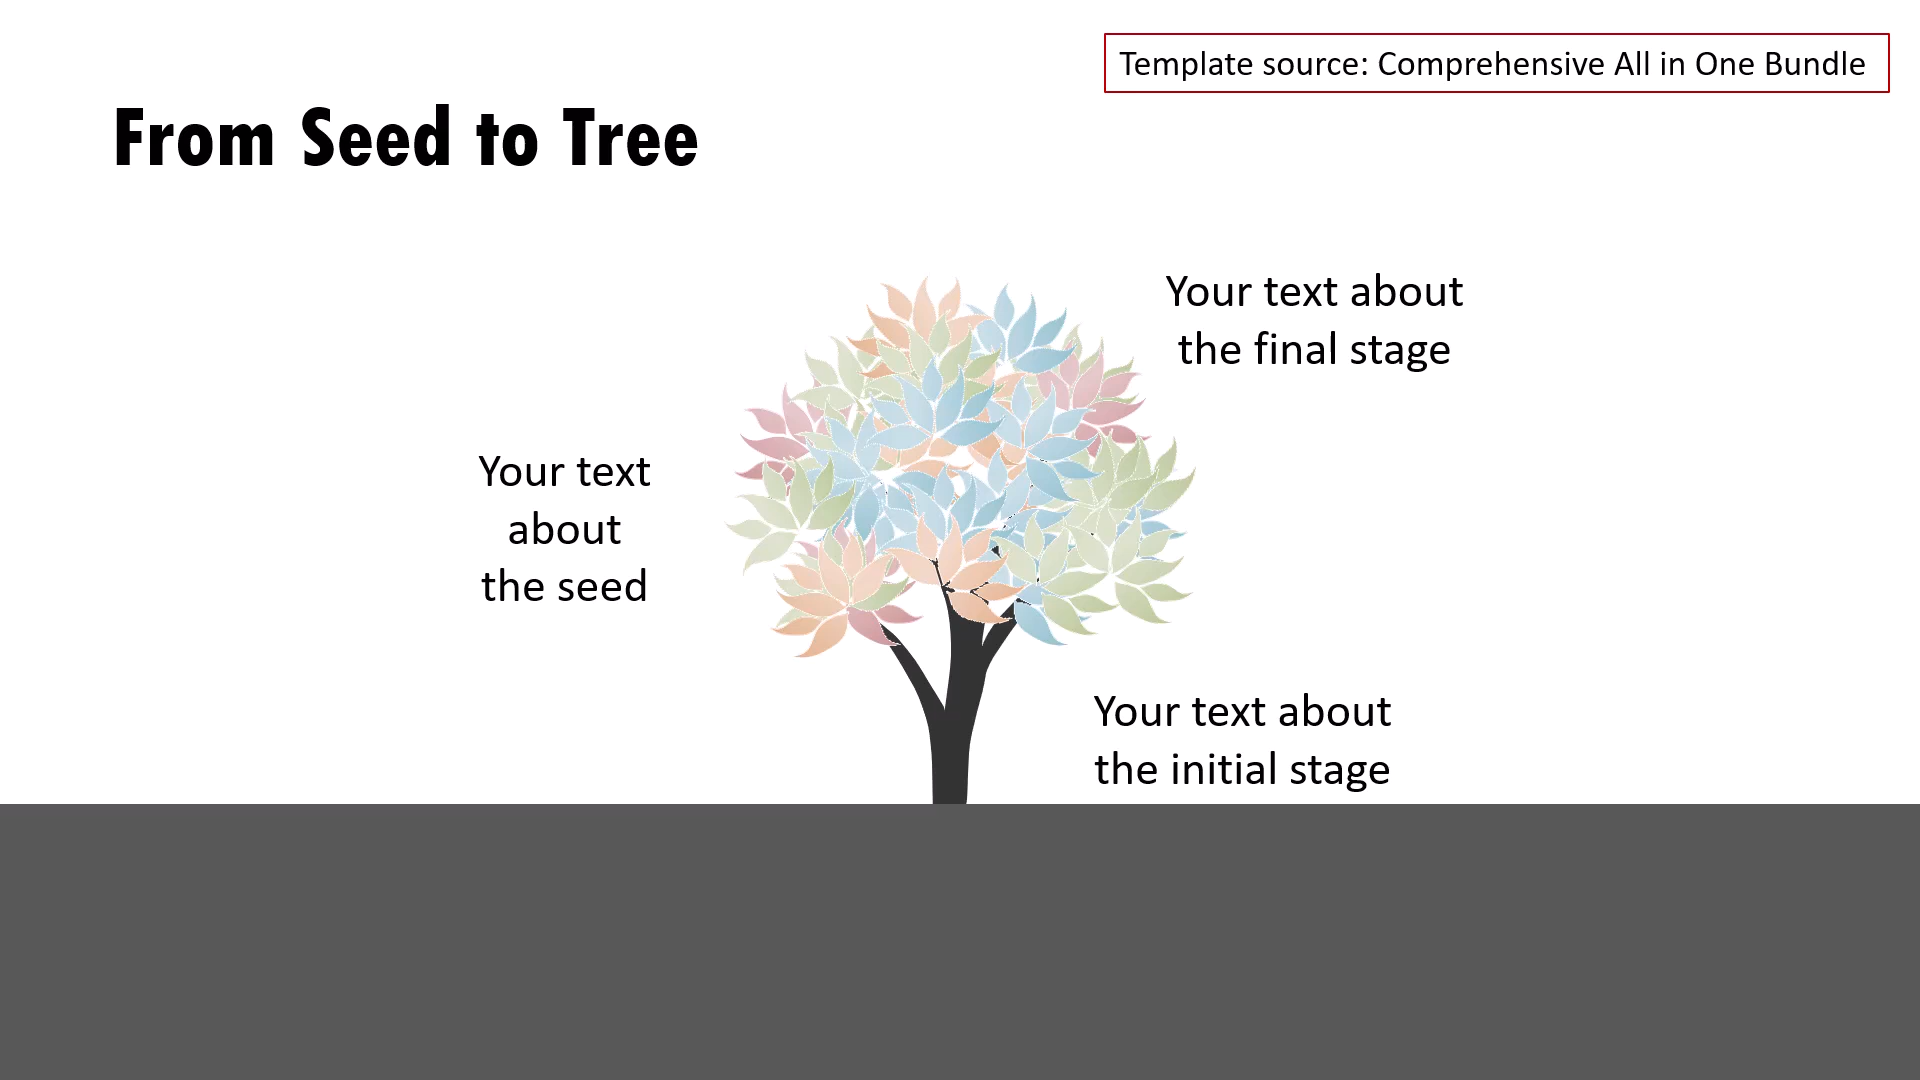 Template source: Comprehensive All in One Bundle
From Seed to Tree
Your text about
the final stage
Your text
about
the seed
Your text about
the initial stage